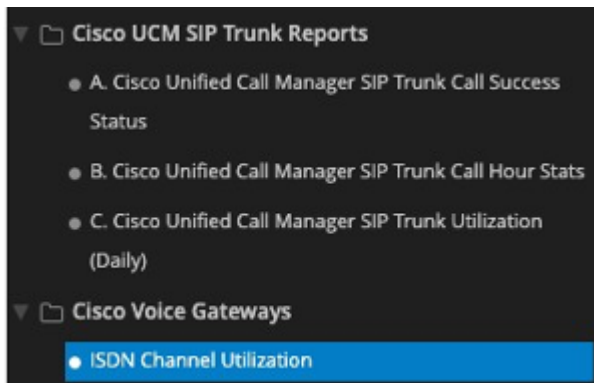 Cisco UCM SIP Trunk Reports
A. Cisco Unified Call Manager SIP Trunk Call Success
Status
B. Cisco Unified Call Manager SIP Trunk Call Hour Stats
C. Cisco Unified Call Manager SIP Trunk Utilization
(Daily)
Cisco Voice Gateways
ISDN Channel Utilization